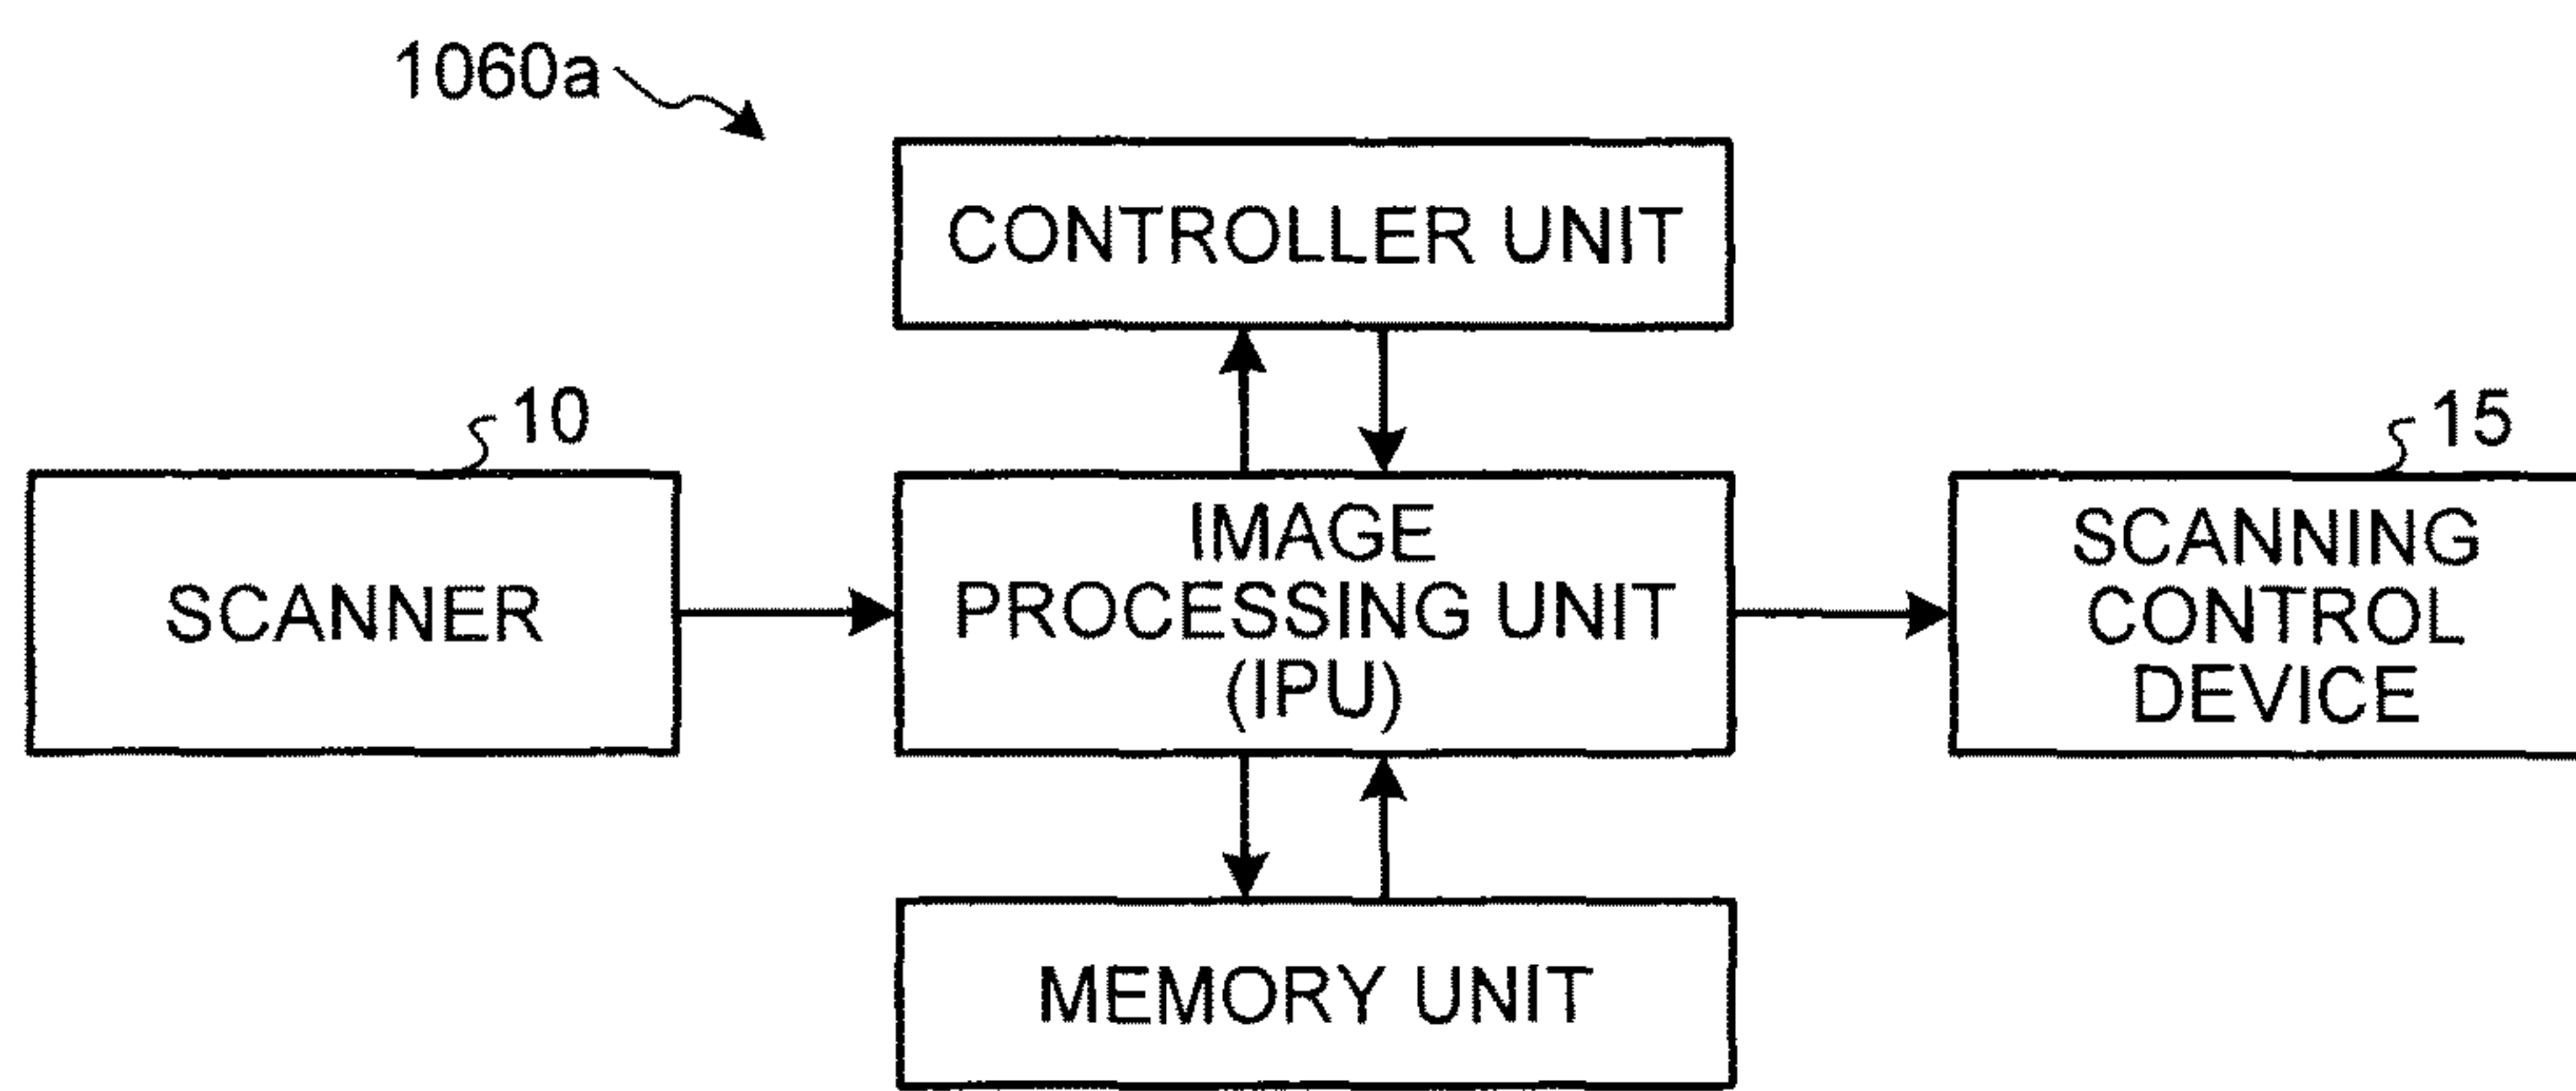 1060a
CONTROLLER UNIT
10
15
SCANNER
IMAGE
PROCESSING UNIT
(IPU)
SCANNING
CONTROL
DEVICE
MEMORY UNIT